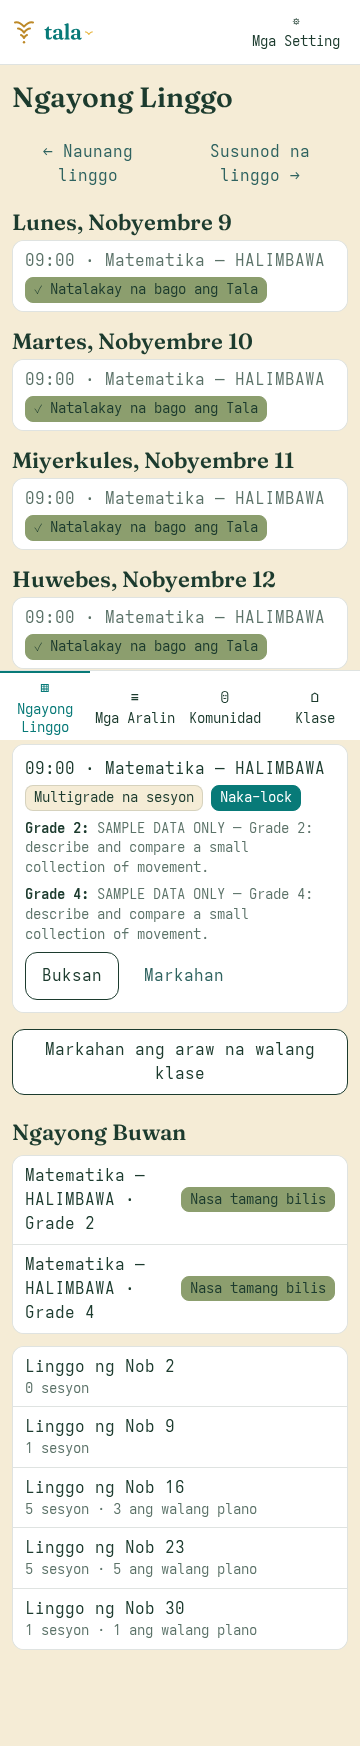 tala
Mga Setting
Ngayong Linggo
← Naunang
linggo
Susunod na
linggo →
Lunes, Nobyembre 9
09:00 · Matematika — HALIMBAWA
✓ Natalakay na bago ang Tala
Martes, Nobyembre 10
09:00 · Matematika — HALIMBAWA
✓ Natalakay na bago ang Tala
Miyerkules, Nobyembre 11
09:00 · Matematika — HALIMBAWA
✓ Natalakay na bago ang Tala
Huwebes, Nobyembre 12
09:00 · Matematika — HALIMBAWA
✓ Natalakay na bago ang Tala
Ngayong
Linggo
Mga Aralin
Komunidad
Klase
09:00 · Matematika — HALIMBAWA
Multigrade na sesyon
Naka-lock
Grade 2: SAMPLE DATA ONLY — Grade 2:
describe and compare a small
collection of movement.
Grade 4: SAMPLE DATA ONLY — Grade 4:
describe and compare a small
collection of movement.
Buksan
Markahan
Markahan ang araw na walang
klase
Ngayong Buwan
Matematika —
HALIMBAWA ·
Grade 2
Nasa tamang bilis
Matematika —
HALIMBAWA ·
Grade 4
Nasa tamang bilis
Linggo ng Nob 2
0 sesyon
Linggo ng Nob 9
1 sesyon
Linggo ng Nob 16
5 sesyon · 3 ang walang plano
Linggo ng Nob 23
5 sesyon · 5 ang walang plano
Linggo ng Nob 30
1 sesyon · 1 ang walang plano